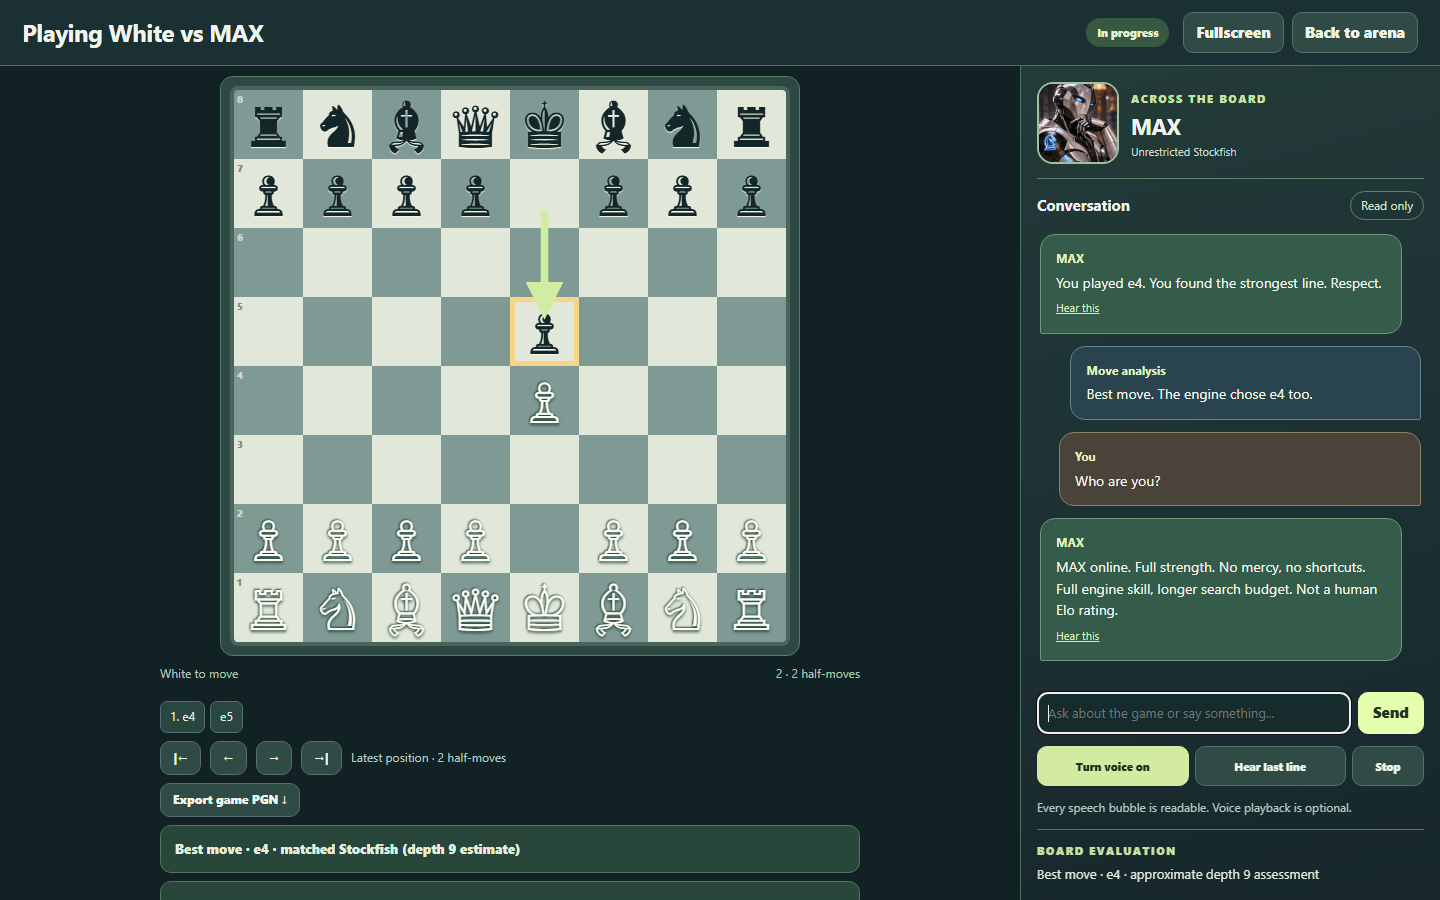 Playing White vs MAX
In progress
Fullscreen
Back to arena
8
7
6
5
4
3
2
1
White to move
2 · 2 half-moves
1. e4
e5
|←
←
→
→|
Latest position · 2 half-moves
Export game PGN ↓
Best move · e4 · matched Stockfish (depth 9 estimate)
ACROSS THE BOARD
MAX
Unrestricted Stockfish
Conversation
Read only
MAX
You played e4. You found the strongest line. Respect.
Hear this
Move analysis
Best move. The engine chose e4 too.
You
Who are you?
MAX
MAX online. Full strength. No mercy, no shortcuts.
Full engine skill, longer search budget. Not a human
Elo rating.
Hear this
Ask about the game or say something...
Send
Turn voice on
Hear last line
Stop
Every speech bubble is readable. Voice playback is optional.
BOARD EVALUATION
Best move · e4 · approximate depth 9 assessment